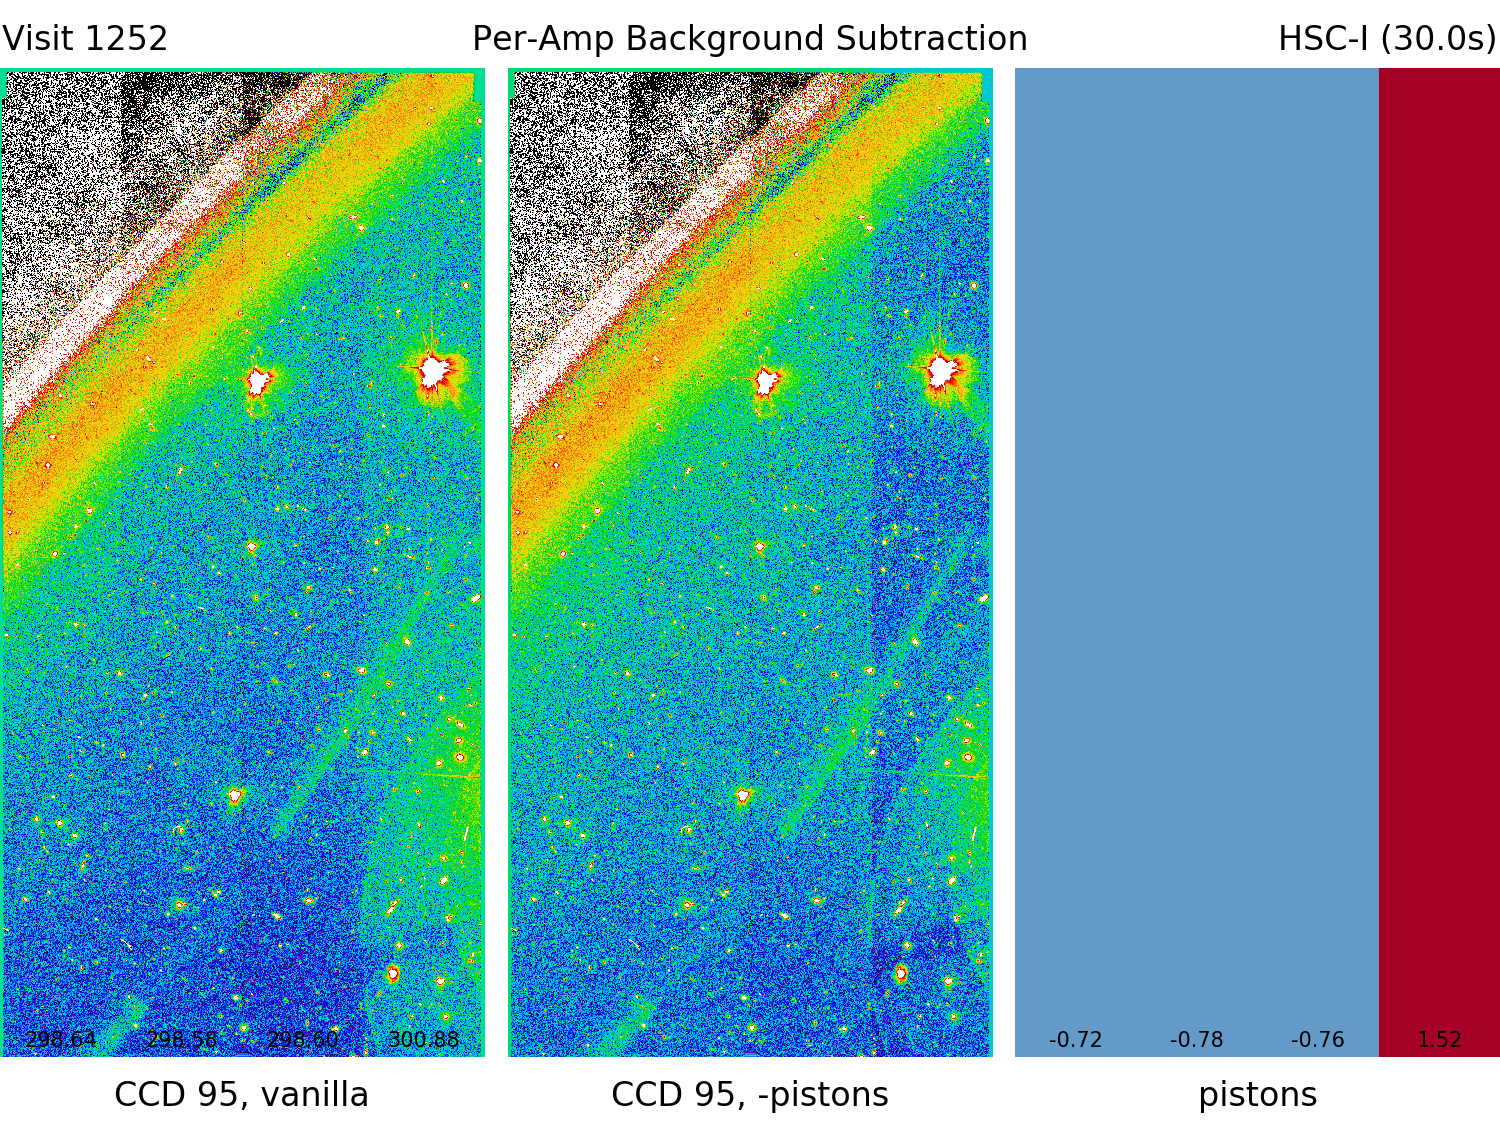 Visit 1252 Per-Amp Background Subtraction HSC-I (30.0s)
298.64 298.58 298.60 300.88 -0.72 -0.78 -0.76 1.52
CCD 95, vanilla CCD 95, -pistons pistons